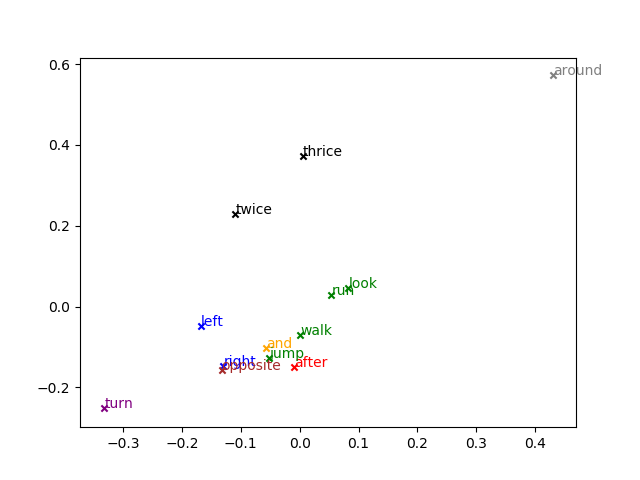 0.6
around
0.4
thrice
0.2
twice
look
run
0.0
left
walk
and
jump
right
opposite
after
−0.2
turn
−0.3 −0.2 −0.1 0.0 0.1 0.2 0.3 0.4